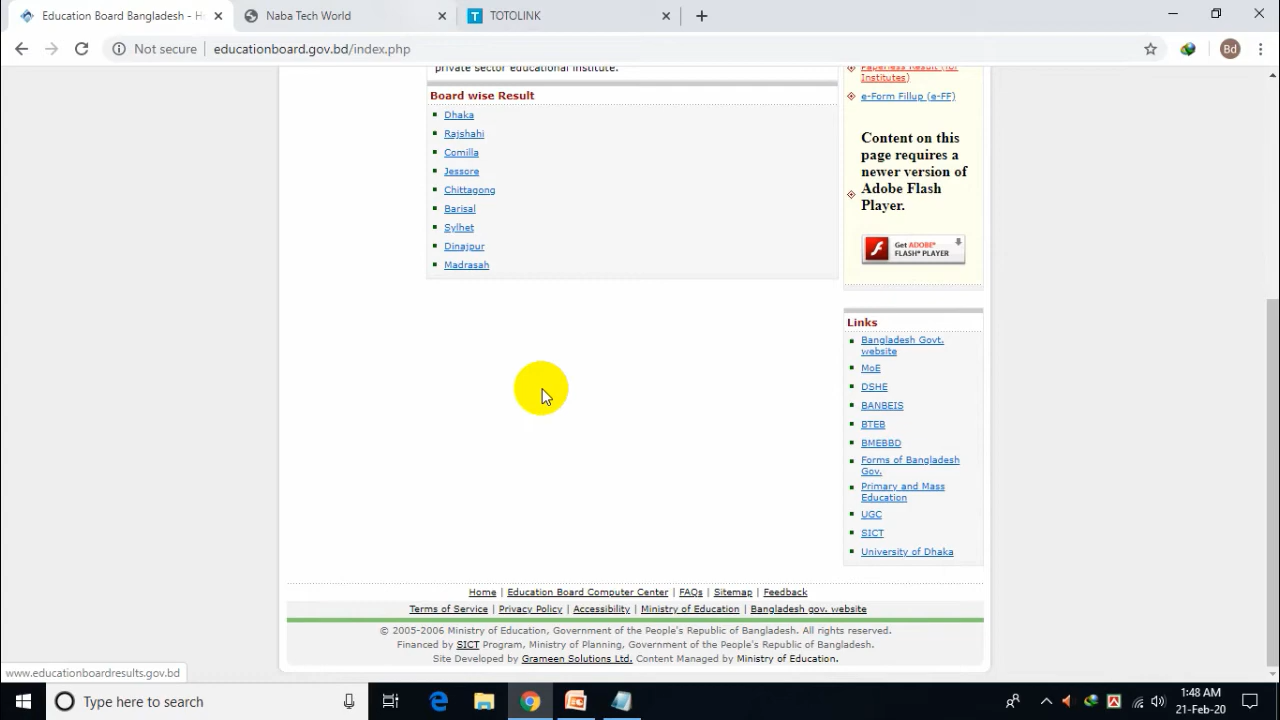 Education Board Bangladesh - H
Naba Tech World
TOTOLINK
Not secure
educationboard.gov.bd/index.php
Bd
private sector educational institute.
Board wise Result
Dhaka
Rajshahi
Comilla
Jessore
Chittagong
Barisal
Sylhet
Dinajpur
Madrasah
Paperless Result (for
Institutes)
e-Form Fillup (e-FF)
Content on this
page requires a
newer version of
Adobe Flash
Player.
Get ADOBE®
FLASH® PLAYER
Links
Bangladesh Govt.
website
MoE
DSHE
BANBEIS
BTEB
BMEBBD
Forms of Bangladesh
Gov.
Primary and Mass
Education
UGC
SICT
University of Dhaka
Home | Education Board Computer Center | FAQs | Sitemap | Feedback
Terms of Service | Privacy Policy | Accessibility | Ministry of Education | Bangladesh gov. website
© 2005-2006 Ministry of Education, Government of the People's Republic of Bangladesh. All rights reserved.
Financed by SICT Program, Ministry of Planning, Government of the People's Republic of Bangladesh.
Site Developed by Grameen Solutions Ltd. Content Managed by Ministry of Education.
www.educationboardresults.gov.bd
Type here to search
1:48 AM
21-Feb-20